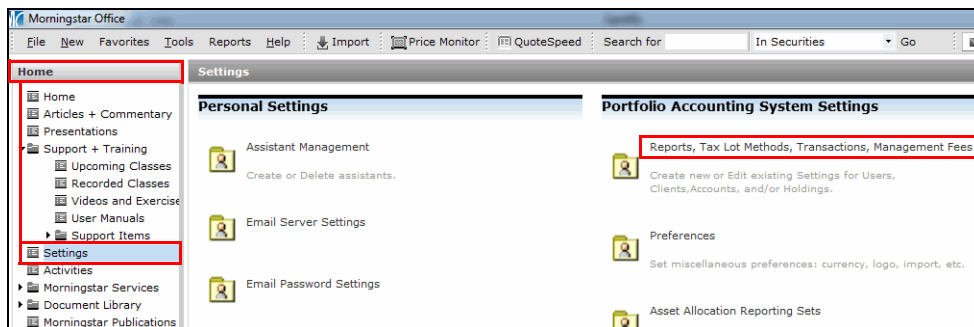 Morningstar Office
File New Favorites Tools Reports Help Import Price Monitor QuoteSpeed Search for In Securities Go
Home
Settings
Home
Articles + Commentary
Presentations
Support + Training
Upcoming Classes
Recorded Classes
Videos and Exercise
User Manuals
Support Items
Settings
Activities
Morningstar Services
Document Library
Morningstar Publications
Personal Settings
Assistant Management
Create or Delete assistants.
Email Server Settings
Email Password Settings
Portfolio Accounting System Settings
Reports, Tax Lot Methods, Transactions, Management Fees
Create new or Edit existing Settings for Users,
Clients,Accounts, and/or Holdings.
Preferences
Set miscellaneous preferences: currency, logo, import, etc.
Asset Allocation Reporting Sets